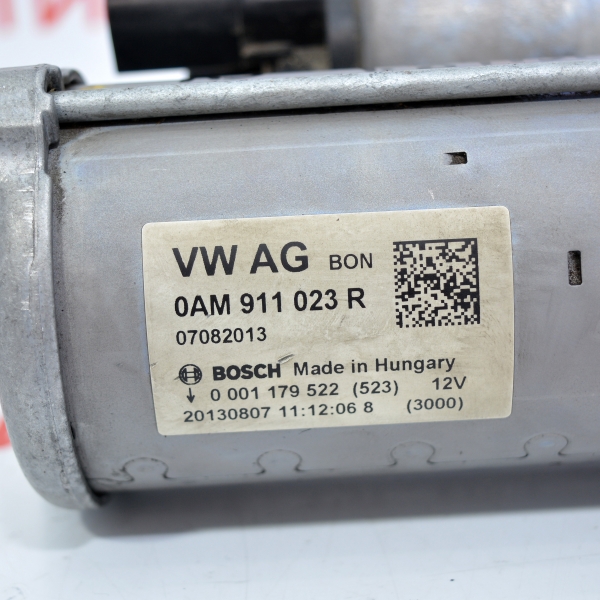 VW AG BON
0AM 911 023 R
07082013
BOSCH Made in Hungary
↓ 0 001 179 522 (523) 12V
20130807 11:12:06 8 (3000)